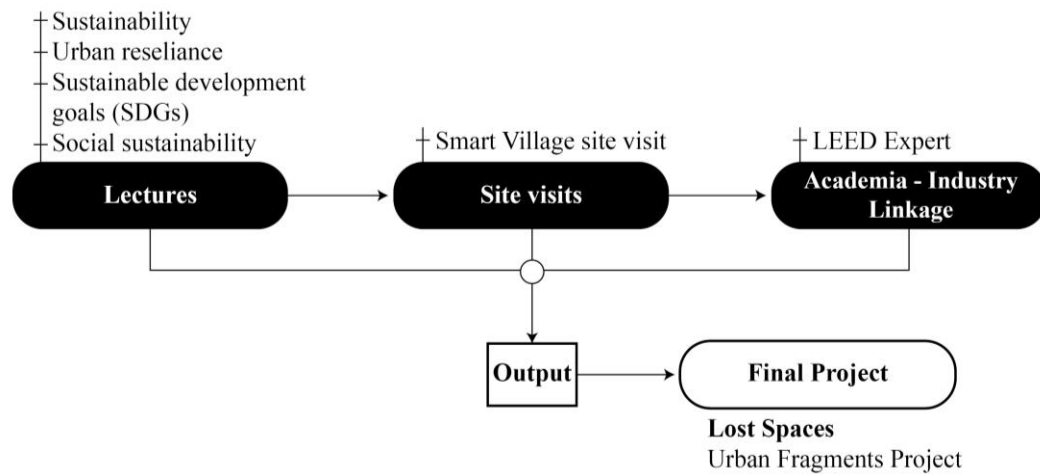 Sustainability
Urban reseliance
Sustainable development
goals (SDGs)
Social sustainability
Lectures
Smart Village site visit
Site visits
LEED Expert
Academia - Industry
Linkage
Output
Final Project
Lost Spaces
Urban Fragments Project